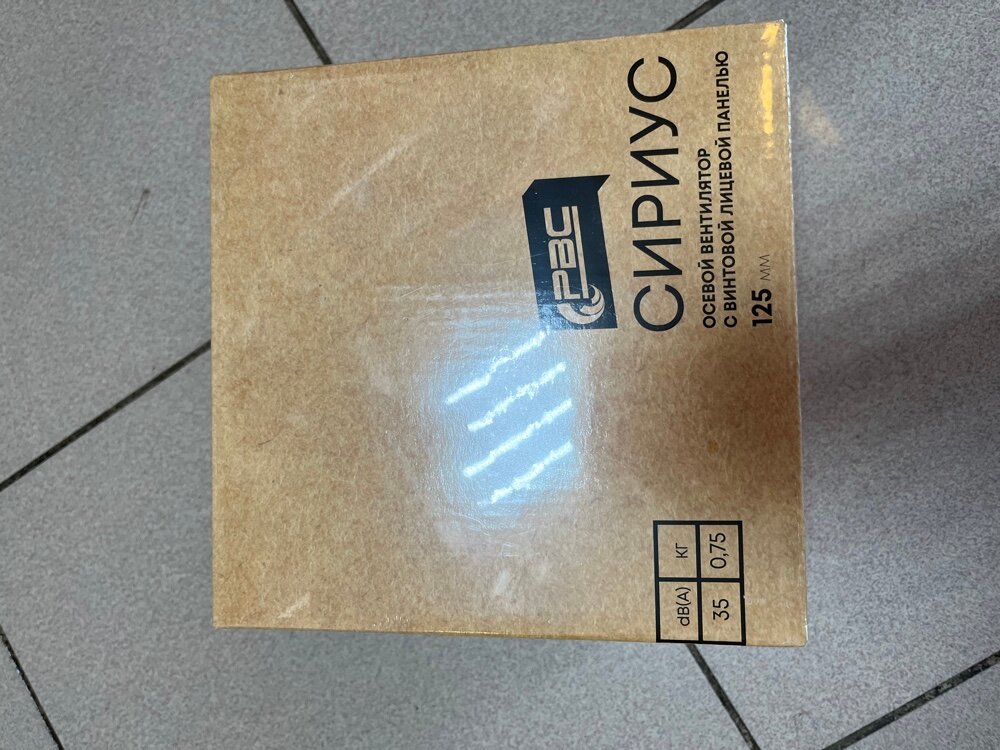 РВС
СИРИУС
ОСЕВОЙ ВЕНТИЛЯТОР
С ВИНТОВОЙ ЛИЦЕВОЙ ПАНЕЛЬЮ
125 ММ
dB(A) КГ
35 0,75